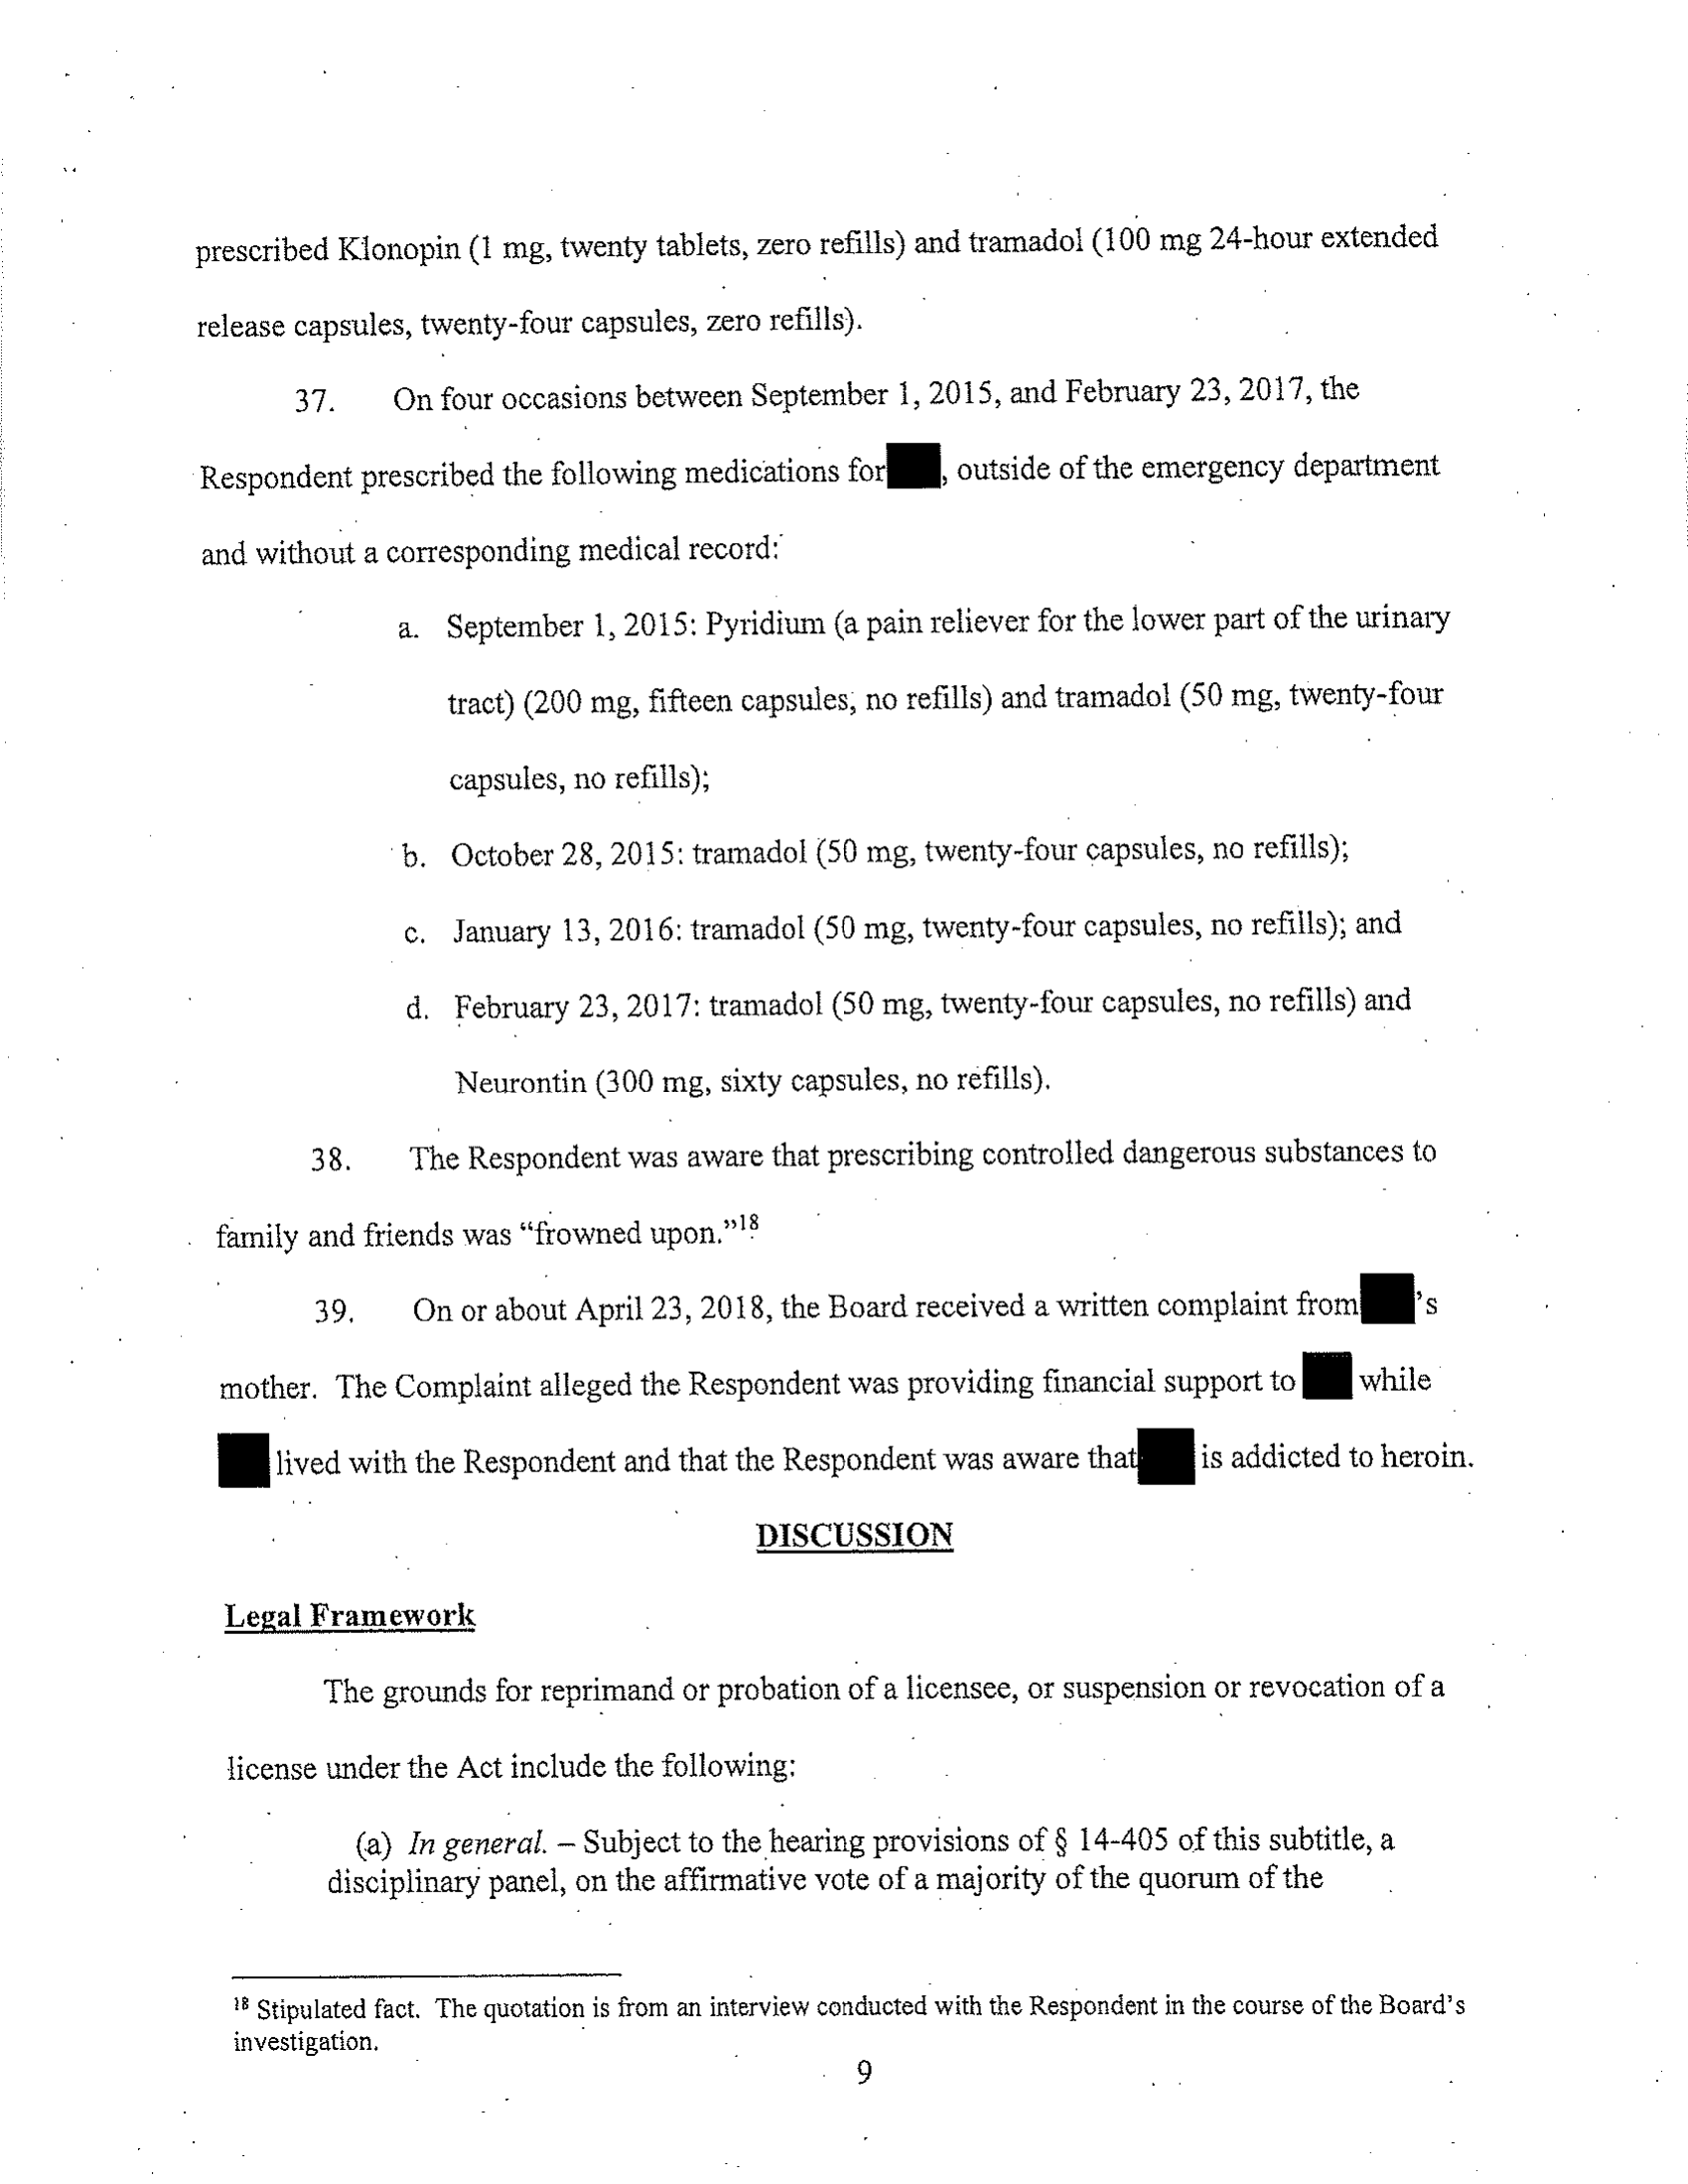 prescribed Klonopin (1 mg, twenty tablets, zero refills) and tramadol (100 mg 24-hour extended
release capsules, twenty-four capsules, zero refills).
37. On four occasions between September 1, 2015, and February 23, 2017, the
Respondent prescribed the following medications for , outside of the emergency department
and without a corresponding medical record:
a. September 1, 2015: Pyridium (a pain reliever for the lower part of the urinary
tract) (200 mg, fifteen capsules, no refills) and tramadol (50 mg, twenty-four
capsules, no refills);
b. October 28, 2015: tramadol (50 mg, twenty-four capsules, no refills);
c. January 13, 2016: tramadol (50 mg, twenty-four capsules, no refills); and
d. February 23, 2017: tramadol (50 mg, twenty-four capsules, no refills) and
Neurontin (300 mg, sixty capsules, no refills).
38. The Respondent was aware that prescribing controlled dangerous substances to
family and friends was “frowned upon.”18
39. On or about April 23, 2018, the Board received a written complaint from 's
mother. The Complaint alleged the Respondent was providing financial support to while
lived with the Respondent and that the Respondent was aware that is addicted to heroin.
DISCUSSION
Legal Framework
The grounds for reprimand or probation of a licensee, or suspension or revocation of a
license under the Act include the following:
(a) In general. – Subject to the hearing provisions of § 14-405 of this subtitle, a
disciplinary panel, on the affirmative vote of a majority of the quorum of the
18 Stipulated fact. The quotation is from an interview conducted with the Respondent in the course of the Board's
investigation.
9